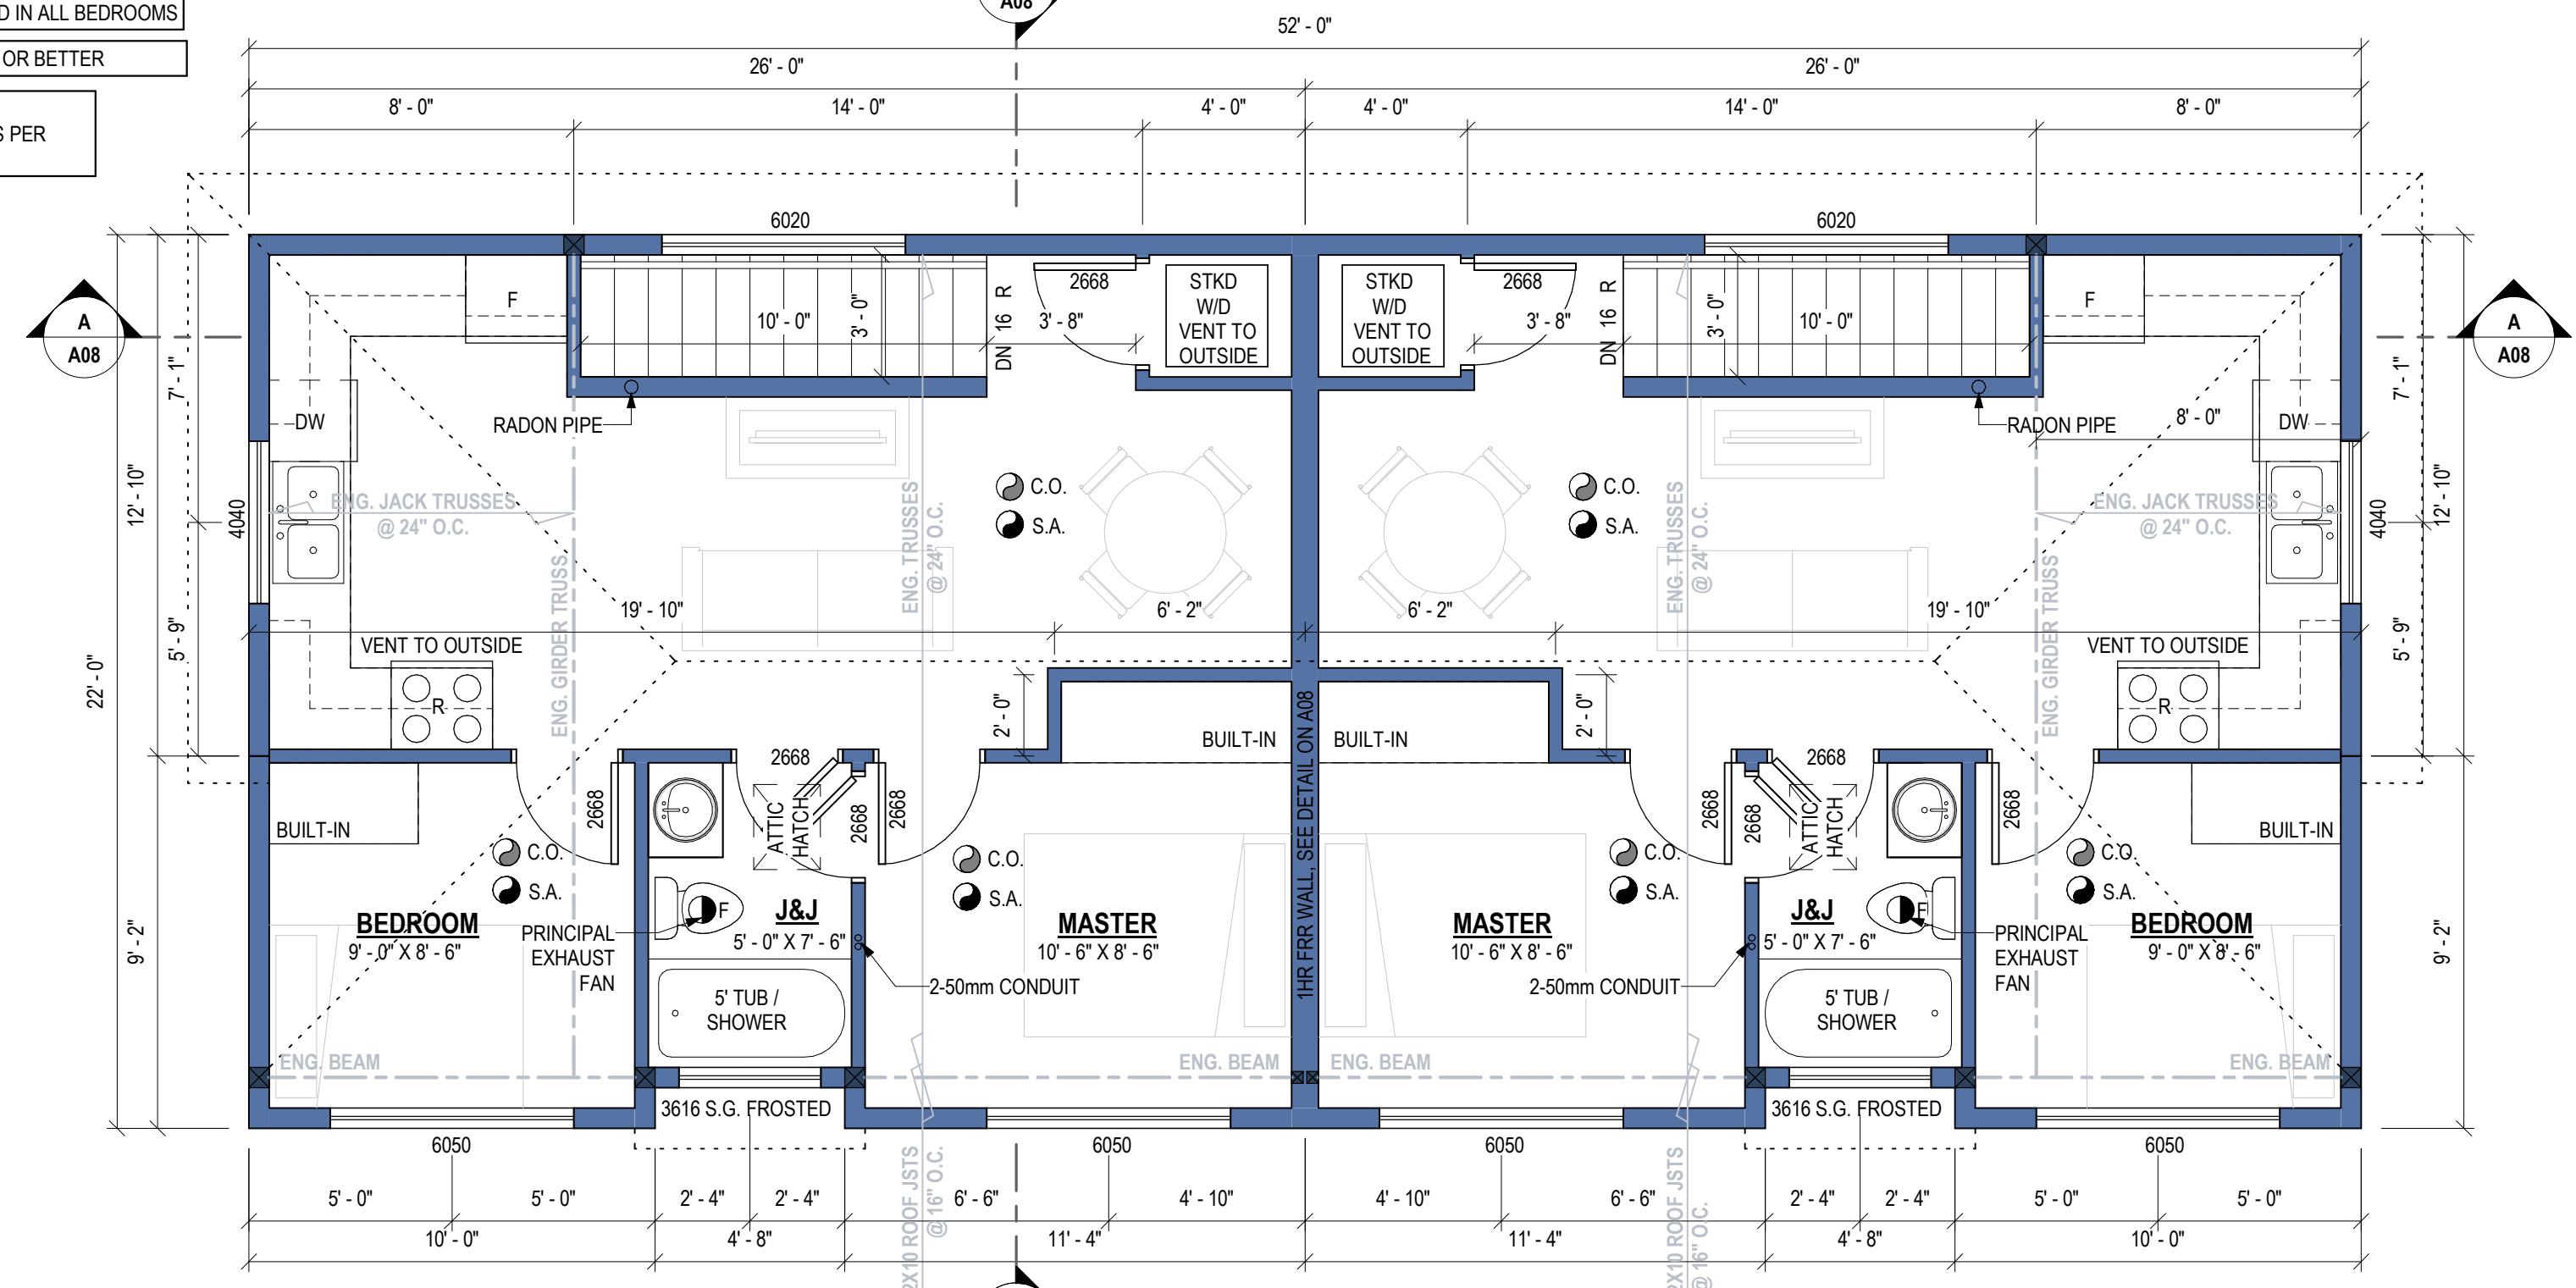 D IN ALL BEDROOMS
OR BETTER
S PER
A08
52' - 0"
26' - 0"
26' - 0"
8' - 0"
14' - 0"
4' - 0"
4' - 0"
14' - 0"
8' - 0"
6020
6020
A
A08
A
A08
F
10' - 0"
3' - 0"
DN 16 R
2668
3' - 8"
STKD
W/D
VENT TO
OUTSIDE
STKD
W/D
VENT TO
OUTSIDE
2668
3' - 8"
DN 16 R
3' - 0"
10' - 0"
F
7' - 1"
7' - 1"
DW
RADON PIPE
RADON PIPE
8' - 0"
DW
12' - 10"
4040
ENG. JACK TRUSSES
@ 24" O.C.
C.O.
S.A.
C.O.
S.A.
ENG. JACK TRUSSES
@ 24" O.C.
4040
12' - 10"
ENG. TRUSSES
@ 24" O.C.
ENG. TRUSSES
@ 24" O.C.
ENG. GIRDER TRUSS
ENG. GIRDER TRUSS
22' - 0"
5' - 9"
19' - 10"
6' - 2"
6' - 2"
19' - 10"
5' - 9"
VENT TO OUTSIDE
VENT TO OUTSIDE
R
R
2' - 0"
2' - 0"
BUILT-IN
BUILT-IN
1HR FRR WALL, SEE DETAIL ON A08
2668
2668
BUILT-IN
2668
ATTIC
HATCH
2668
2668
2668
2668
ATTIC
HATCH
2668
BUILT-IN
C.O.
S.A.
C.O.
S.A.
C.O.
S.A.
C.O.
S.A.
9' - 2"
BEDROOM
9' - 0" X 8' - 6"
PRINCIPAL
EXHAUST
FAN
F
J&J
5' - 0" X 7' - 6"
MASTER
10' - 6" X 8' - 6"
MASTER
10' - 6" X 8' - 6"
J&J
5' - 0" X 7' - 6"
F
PRINCIPAL
EXHAUST
FAN
BEDROOM
9' - 0" X 8' - 6"
9' - 2"
2-50mm CONDUIT
2-50mm CONDUIT
5' TUB /
SHOWER
5' TUB /
SHOWER
ENG. BEAM
ENG. BEAM
ENG. BEAM
ENG. BEAM
3616 S.G. FROSTED
3616 S.G. FROSTED
6050
6050
6050
6050
2X10 ROOF JSTS
@ 16" O.C.
2X10 ROOF JSTS
@ 16" O.C.
5' - 0"
5' - 0"
2' - 4"
2' - 4"
6' - 6"
4' - 10"
4' - 10"
6' - 6"
2' - 4"
2' - 4"
5' - 0"
5' - 0"
10' - 0"
4' - 8"
11' - 4"
11' - 4"
4' - 8"
10' - 0"